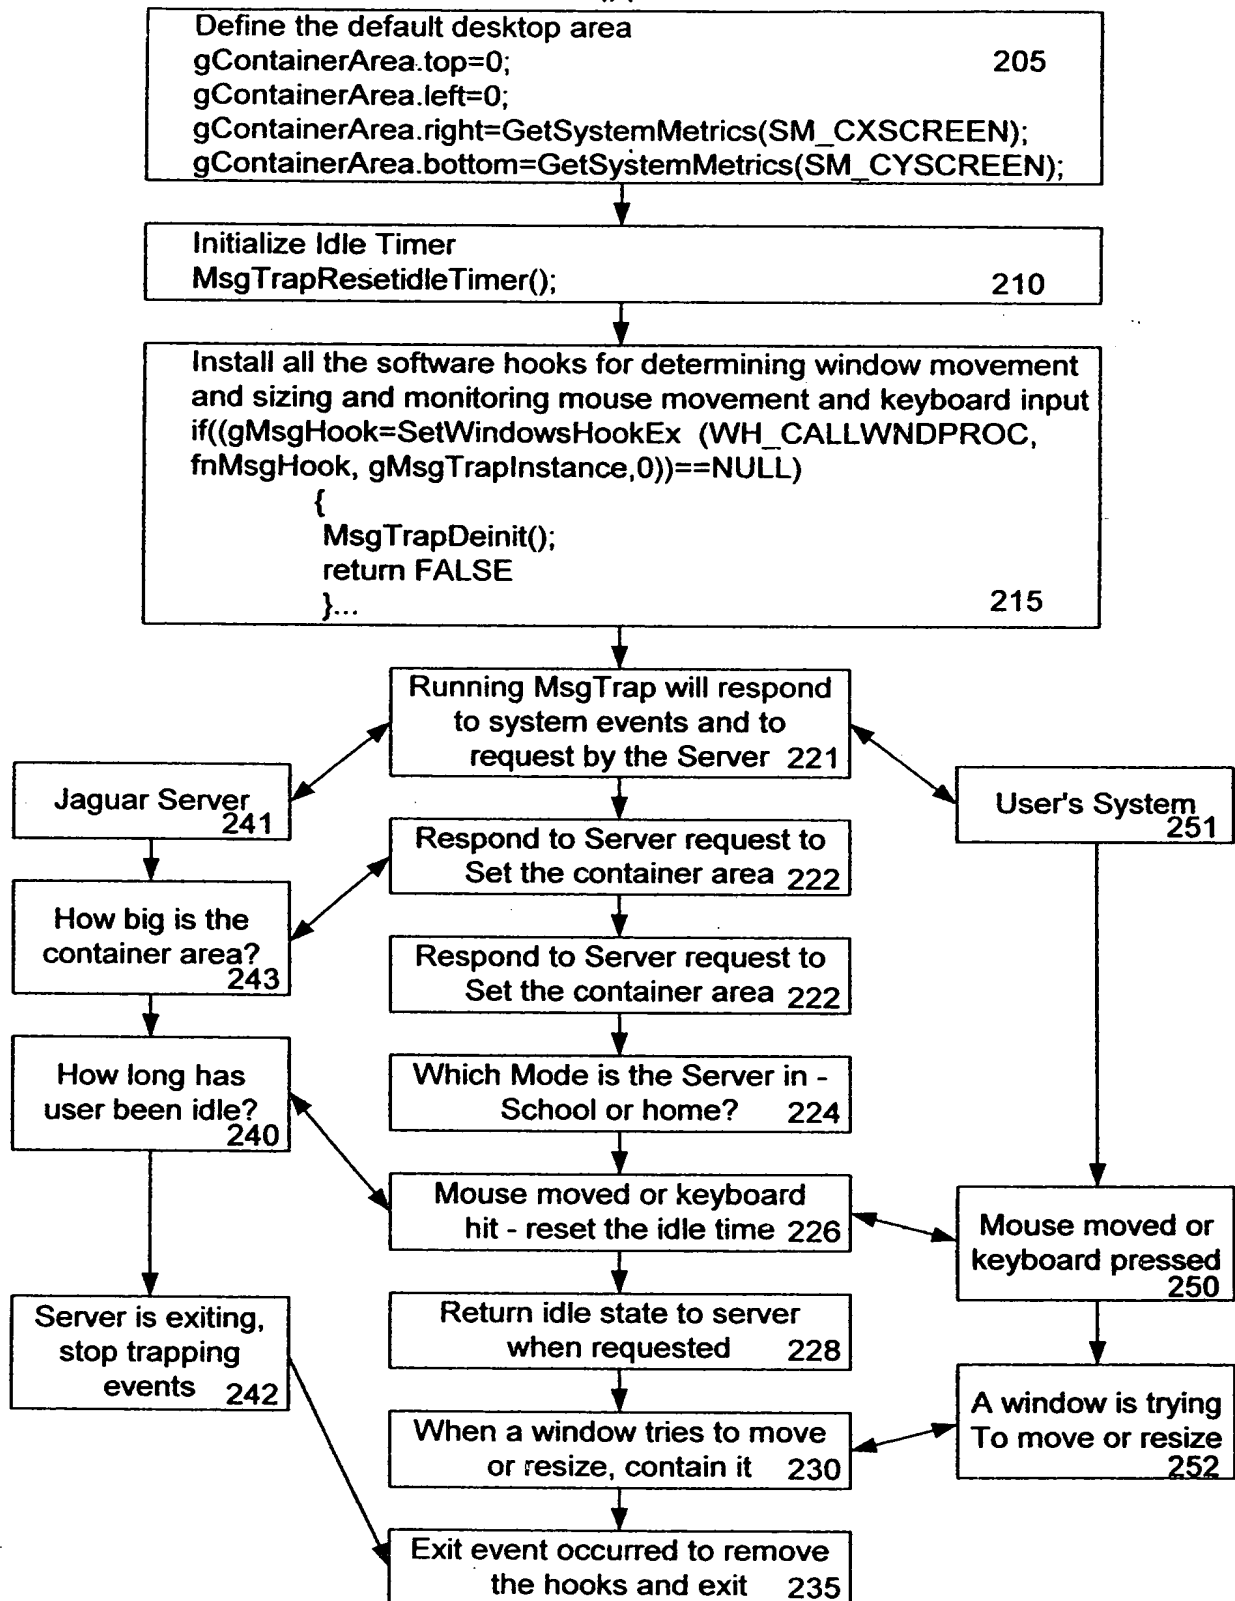 Define the default desktop area
gContainerArea.top=0; 205
gContainerArea.left=0;
gContainerArea.right=GetSystemMetrics(SM_CXSCREEN);
gContainerArea.bottom=GetSystemMetrics(SM_CYSCREEN);
Initialize Idle Timer
MsgTrapResetidleTimer(); 210
Install all the software hooks for determining window movement
and sizing and monitoring mouse movement and keyboard input
if((gMsgHook=SetWindowsHookEx (WH_CALLWNDPROC,
fnMsgHook, gMsgTrapInstance,0))==NULL)
{
MsgTrapDeinit();
return FALSE
}... 215
Running MsgTrap will respond
to system events and to
request by the Server 221
Jaguar Server
241
User's System
251
Respond to Server request to
Set the container area 222
How big is the
container area?
243
Respond to Server request to
Set the container area 222
How long has
user been idle?
240
Which Mode is the Server in -
School or home? 224
Mouse moved or keyboard
hit - reset the idle time 226
Mouse moved or
keyboard pressed
250
Server is exiting,
stop trapping
events 242
Return idle state to server
when requested 228
A window is trying
To move or resize
252
When a window tries to move
or resize, contain it 230
Exit event occurred to remove
the hooks and exit 235